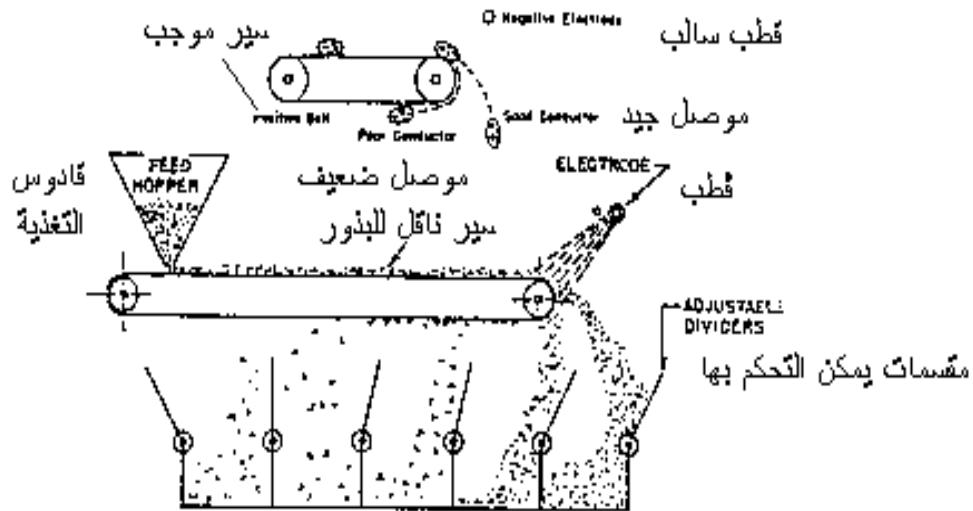 سير موجب
Negative Electrode
قطب سالب
Positive Belt
Poor Conductor
Good Conductor
موصل جيد
FEED
HOPPER
قادوس
التغذية
موصل ضعيف
سير ناقل للبذور
ELECTRODE
قطب
ADJUSTABLE
DIVIDERS
مقسمات يمكن التحكم بها